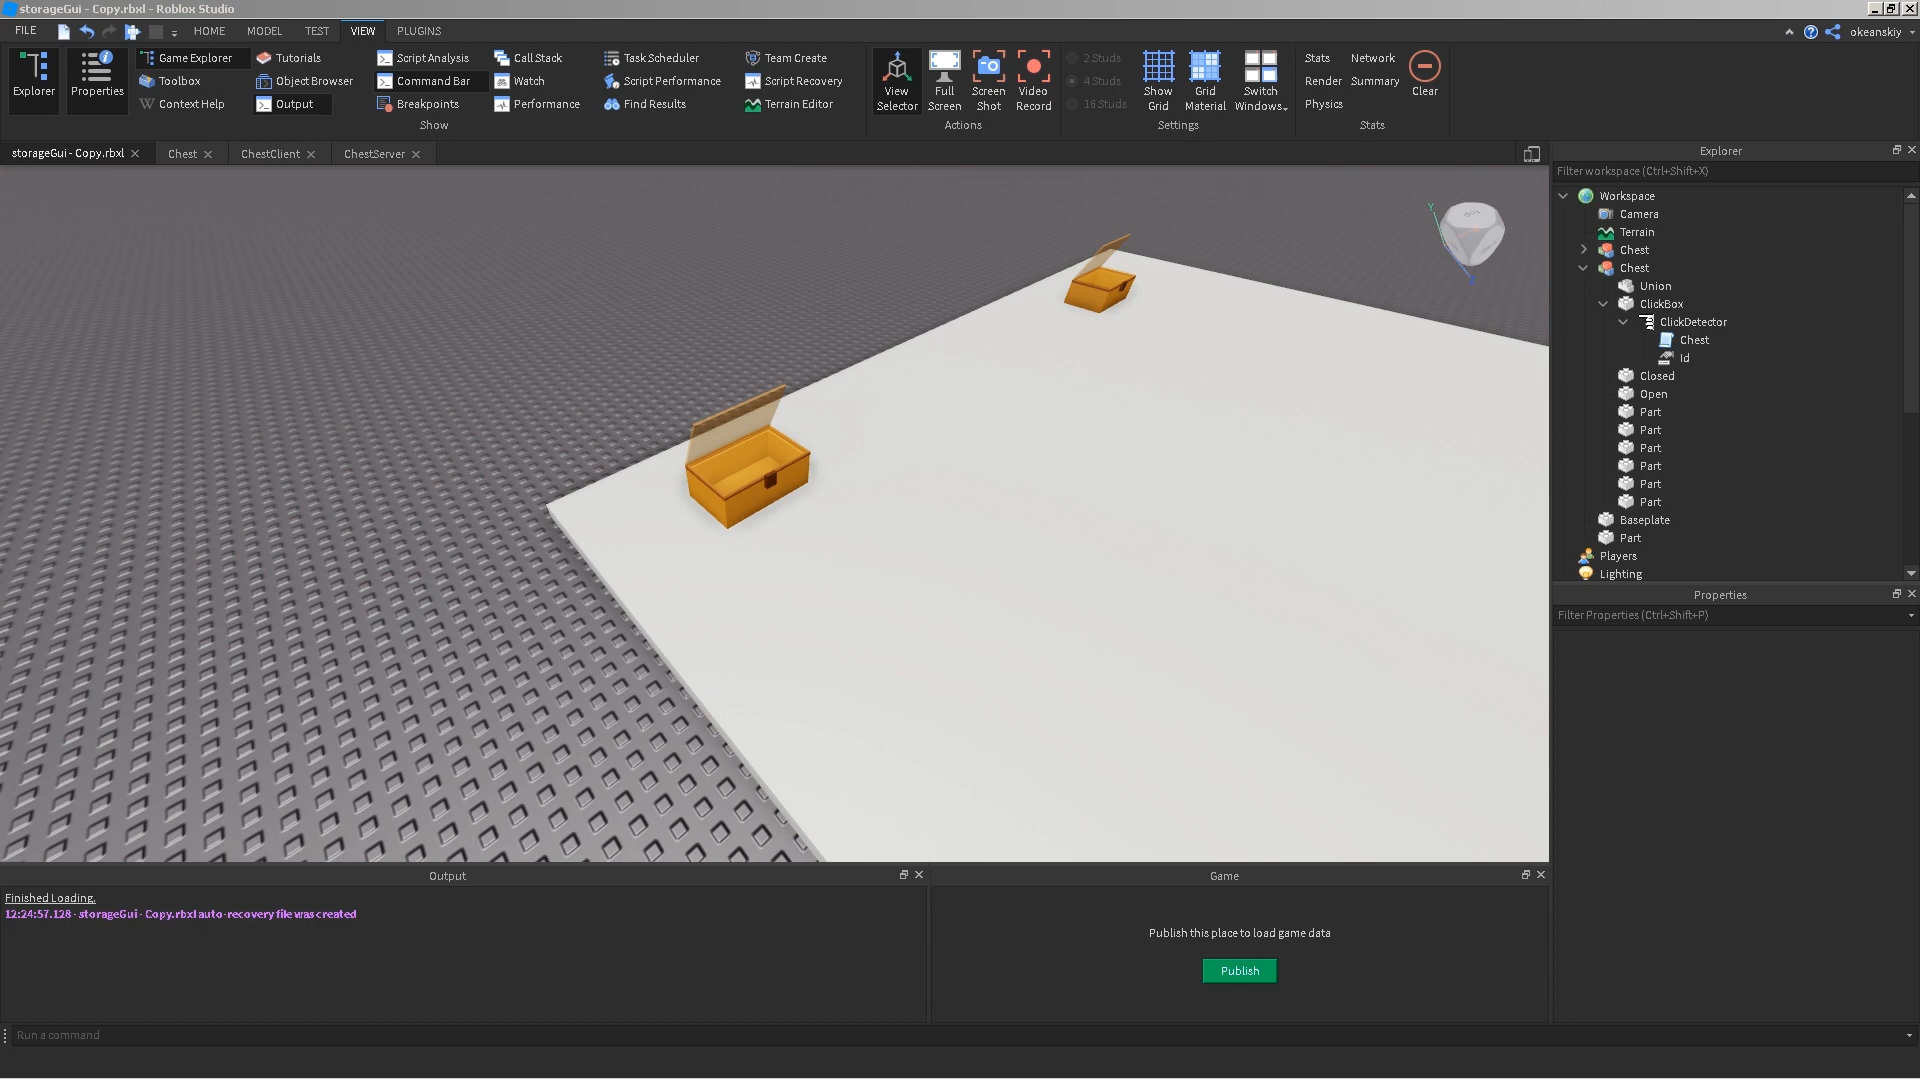 storageGui - Copy.rbxl - Roblox Studio
FILE HOME MODEL TEST VIEW PLUGINS okeanskiy
Explorer
Properties
Game Explorer
Toolbox
Context Help
Tutorials
Object Browser
Output
Script Analysis
Command Bar
Breakpoints
Call Stack
Watch
Performance
Task Scheduler
Script Performance
Find Results
Team Create
Script Recovery
Terrain Editor
Show
View Selector
Full Screen
Screen Shot
Video Record
Actions
2 Studs
4 Studs
16 Studs
Show Grid
Grid Material
Switch Windows
Settings
Stats
Network
Render
Summary
Physics
Clear
Stats
storageGui - Copy.rbxl
Chest
ChestClient
ChestServer
Y
Explorer
Filter workspace (Ctrl+Shift+X)
Workspace
Camera
Terrain
Chest
Chest
Union
ClickBox
ClickDetector
Chest
Id
Closed
Open
Part
Part
Part
Part
Part
Part
Baseplate
Part
Players
Lighting
Properties
Filter Properties (Ctrl+Shift+P)
Output
Finished Loading.
12:24:57.128 - storageGui - Copy.rbxl auto-recovery file was created
Game
Publish this place to load game data
Publish
Run a command